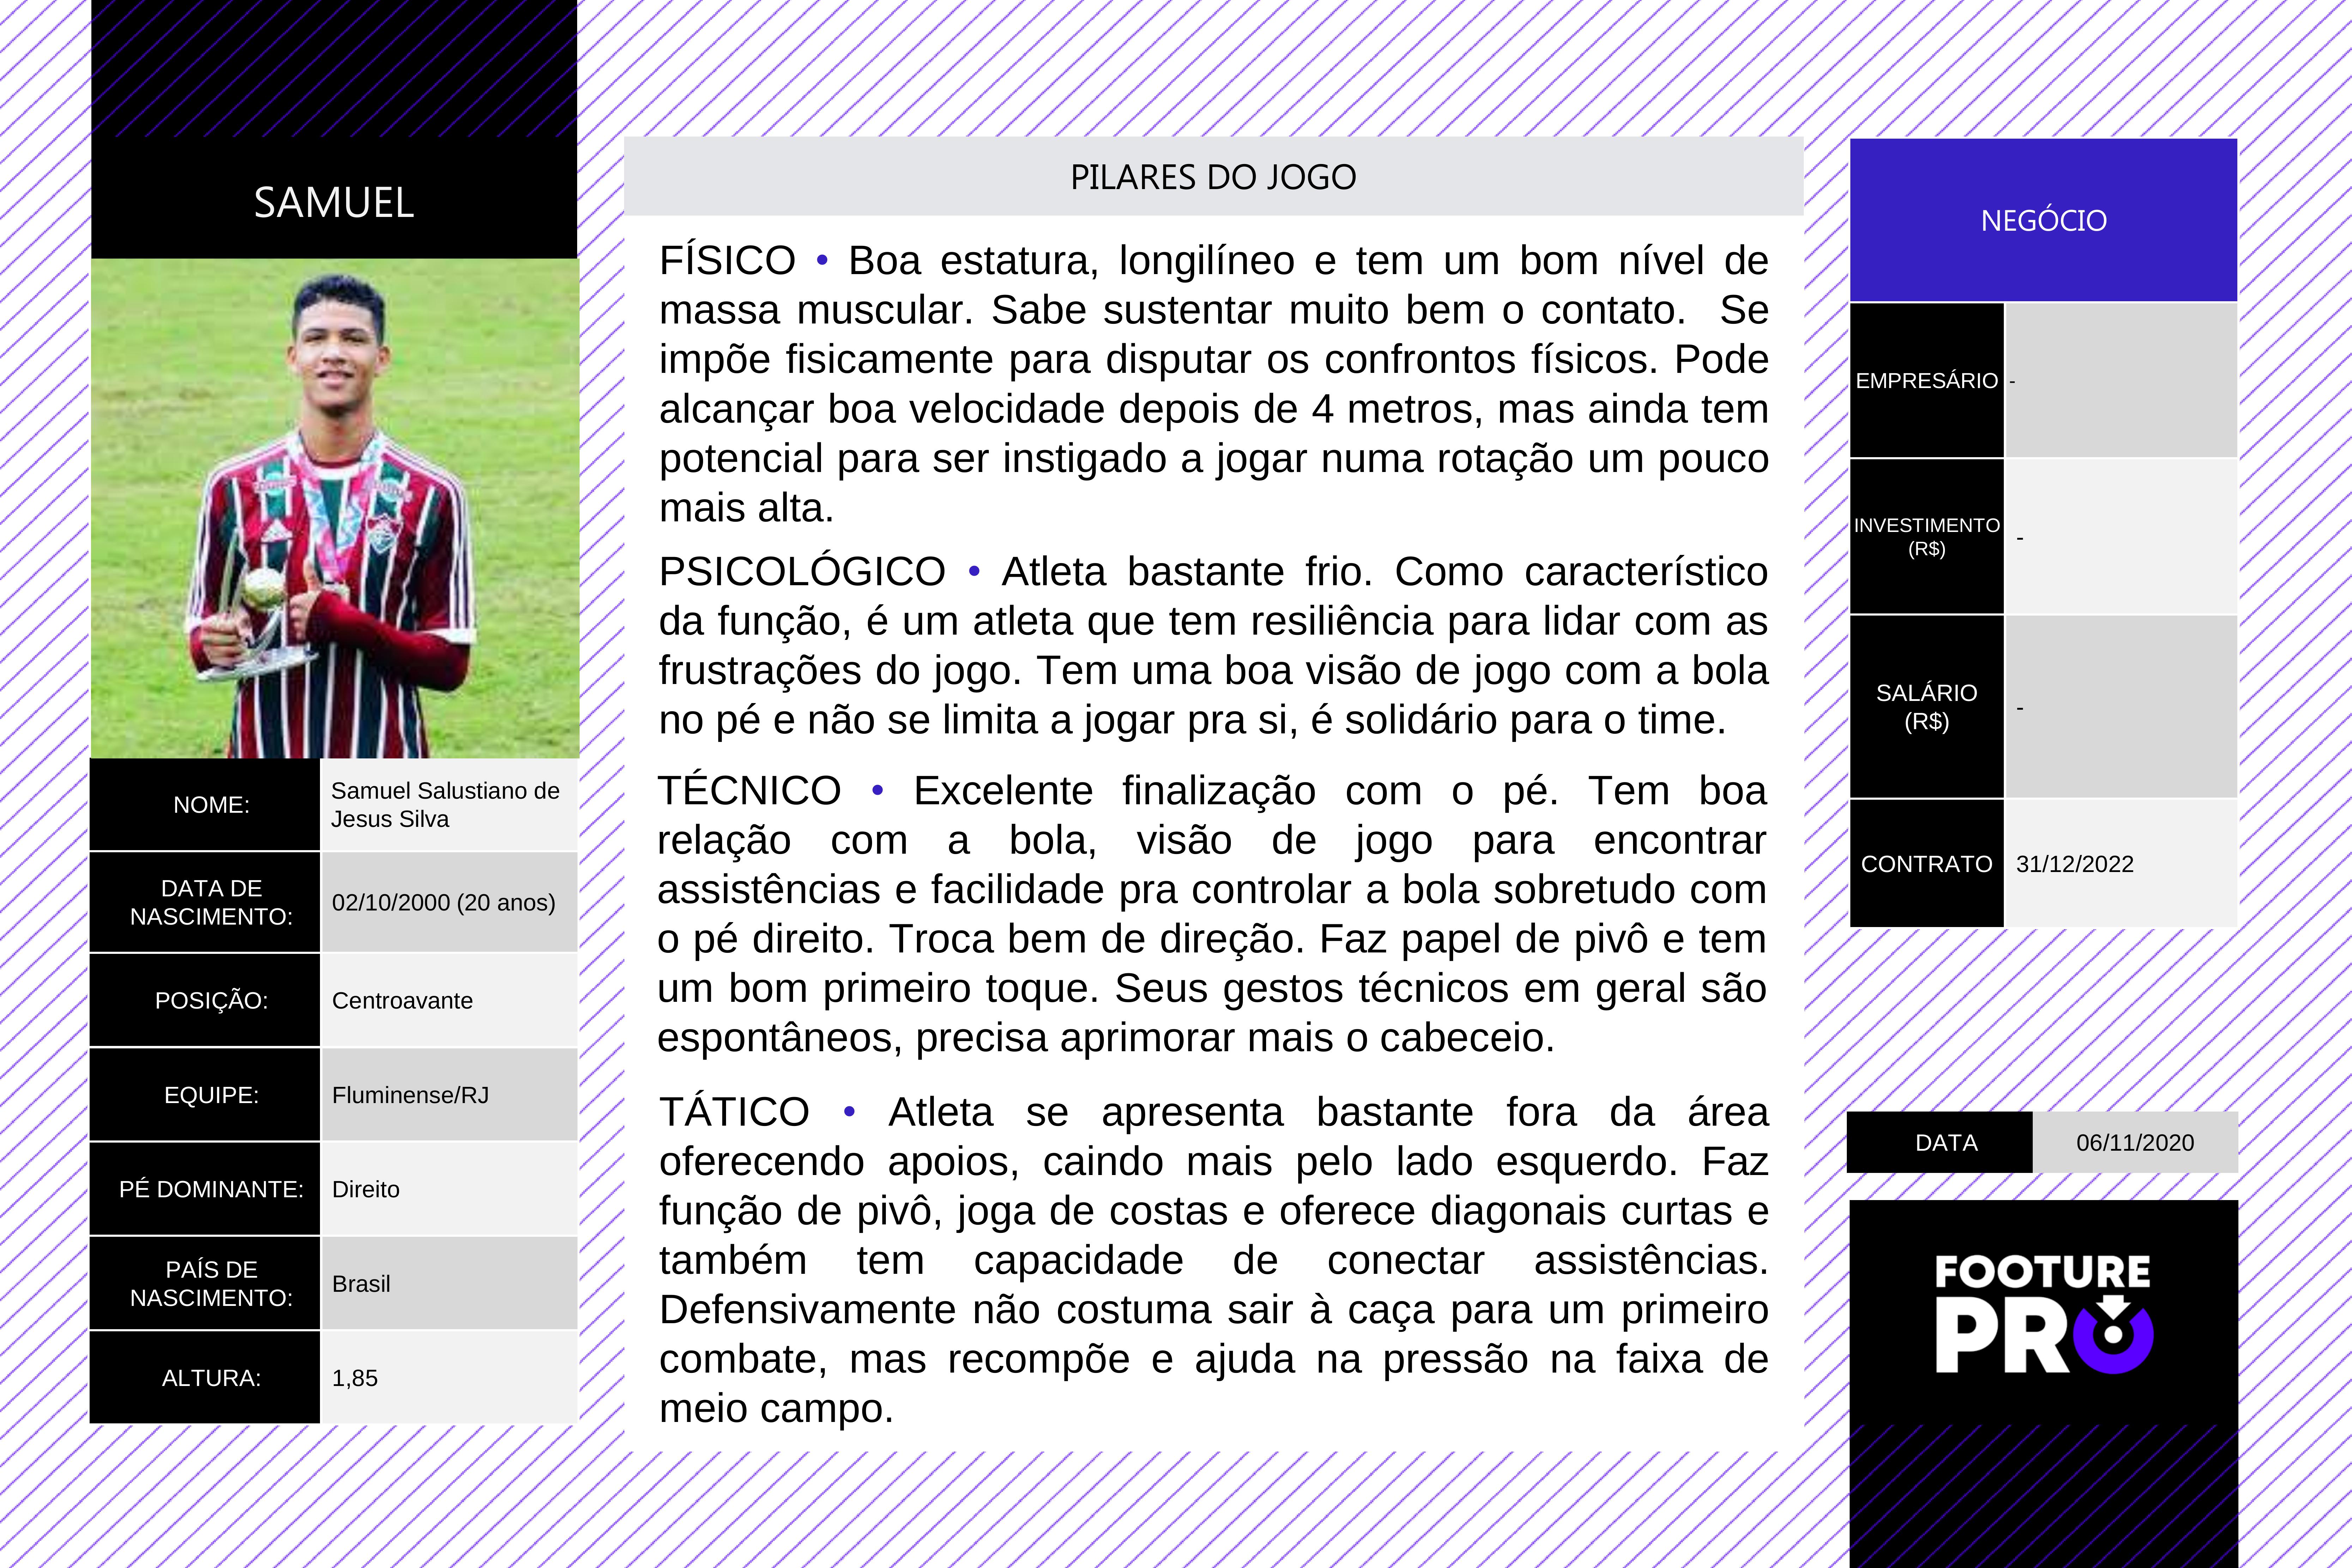 SAMUEL
NOME:
Samuel Salustiano de
Jesus Silva
DATA DE
NASCIMENTO:
02/10/2000 (20 anos)
POSIÇÃO:
Centroavante
EQUIPE:
Fluminense/RJ
PÉ DOMINANTE:
Direito
PAÍS DE
NASCIMENTO:
Brasil
ALTURA:
1,85
PILARES DO JOGO
FÍSICO • Boa estatura, longilíneo e tem um bom nível de
massa muscular. Sabe sustentar muito bem o contato. Se
impõe fisicamente para disputar os confrontos físicos. Pode
alcançar boa velocidade depois de 4 metros, mas ainda tem
potencial para ser instigado a jogar numa rotação um pouco
mais alta.
PSICOLÓGICO • Atleta bastante frio. Como característico
da função, é um atleta que tem resiliência para lidar com as
frustrações do jogo. Tem uma boa visão de jogo com a bola
no pé e não se limita a jogar pra si, é solidário para o time.
TÉCNICO • Excelente finalização com o pé. Tem boa
relação com a bola, visão de jogo para encontrar
assistências e facilidade pra controlar a bola sobretudo com
o pé direito. Troca bem de direção. Faz papel de pivô e tem
um bom primeiro toque. Seus gestos técnicos em geral são
espontâneos, precisa aprimorar mais o cabeceio.
TÁTICO • Atleta se apresenta bastante fora da área
oferecendo apoios, caindo mais pelo lado esquerdo. Faz
função de pivô, joga de costas e oferece diagonais curtas e
também tem capacidade de conectar assistências.
Defensivamente não costuma sair à caça para um primeiro
combate, mas recompõe e ajuda na pressão na faixa de
meio campo.
NEGÓCIO
EMPRESÁRIO
-
INVESTIMENTO
(R$)
-
SALÁRIO
(R$)
-
CONTRATO
31/12/2022
DATA
06/11/2020
FOOTURE
PRO